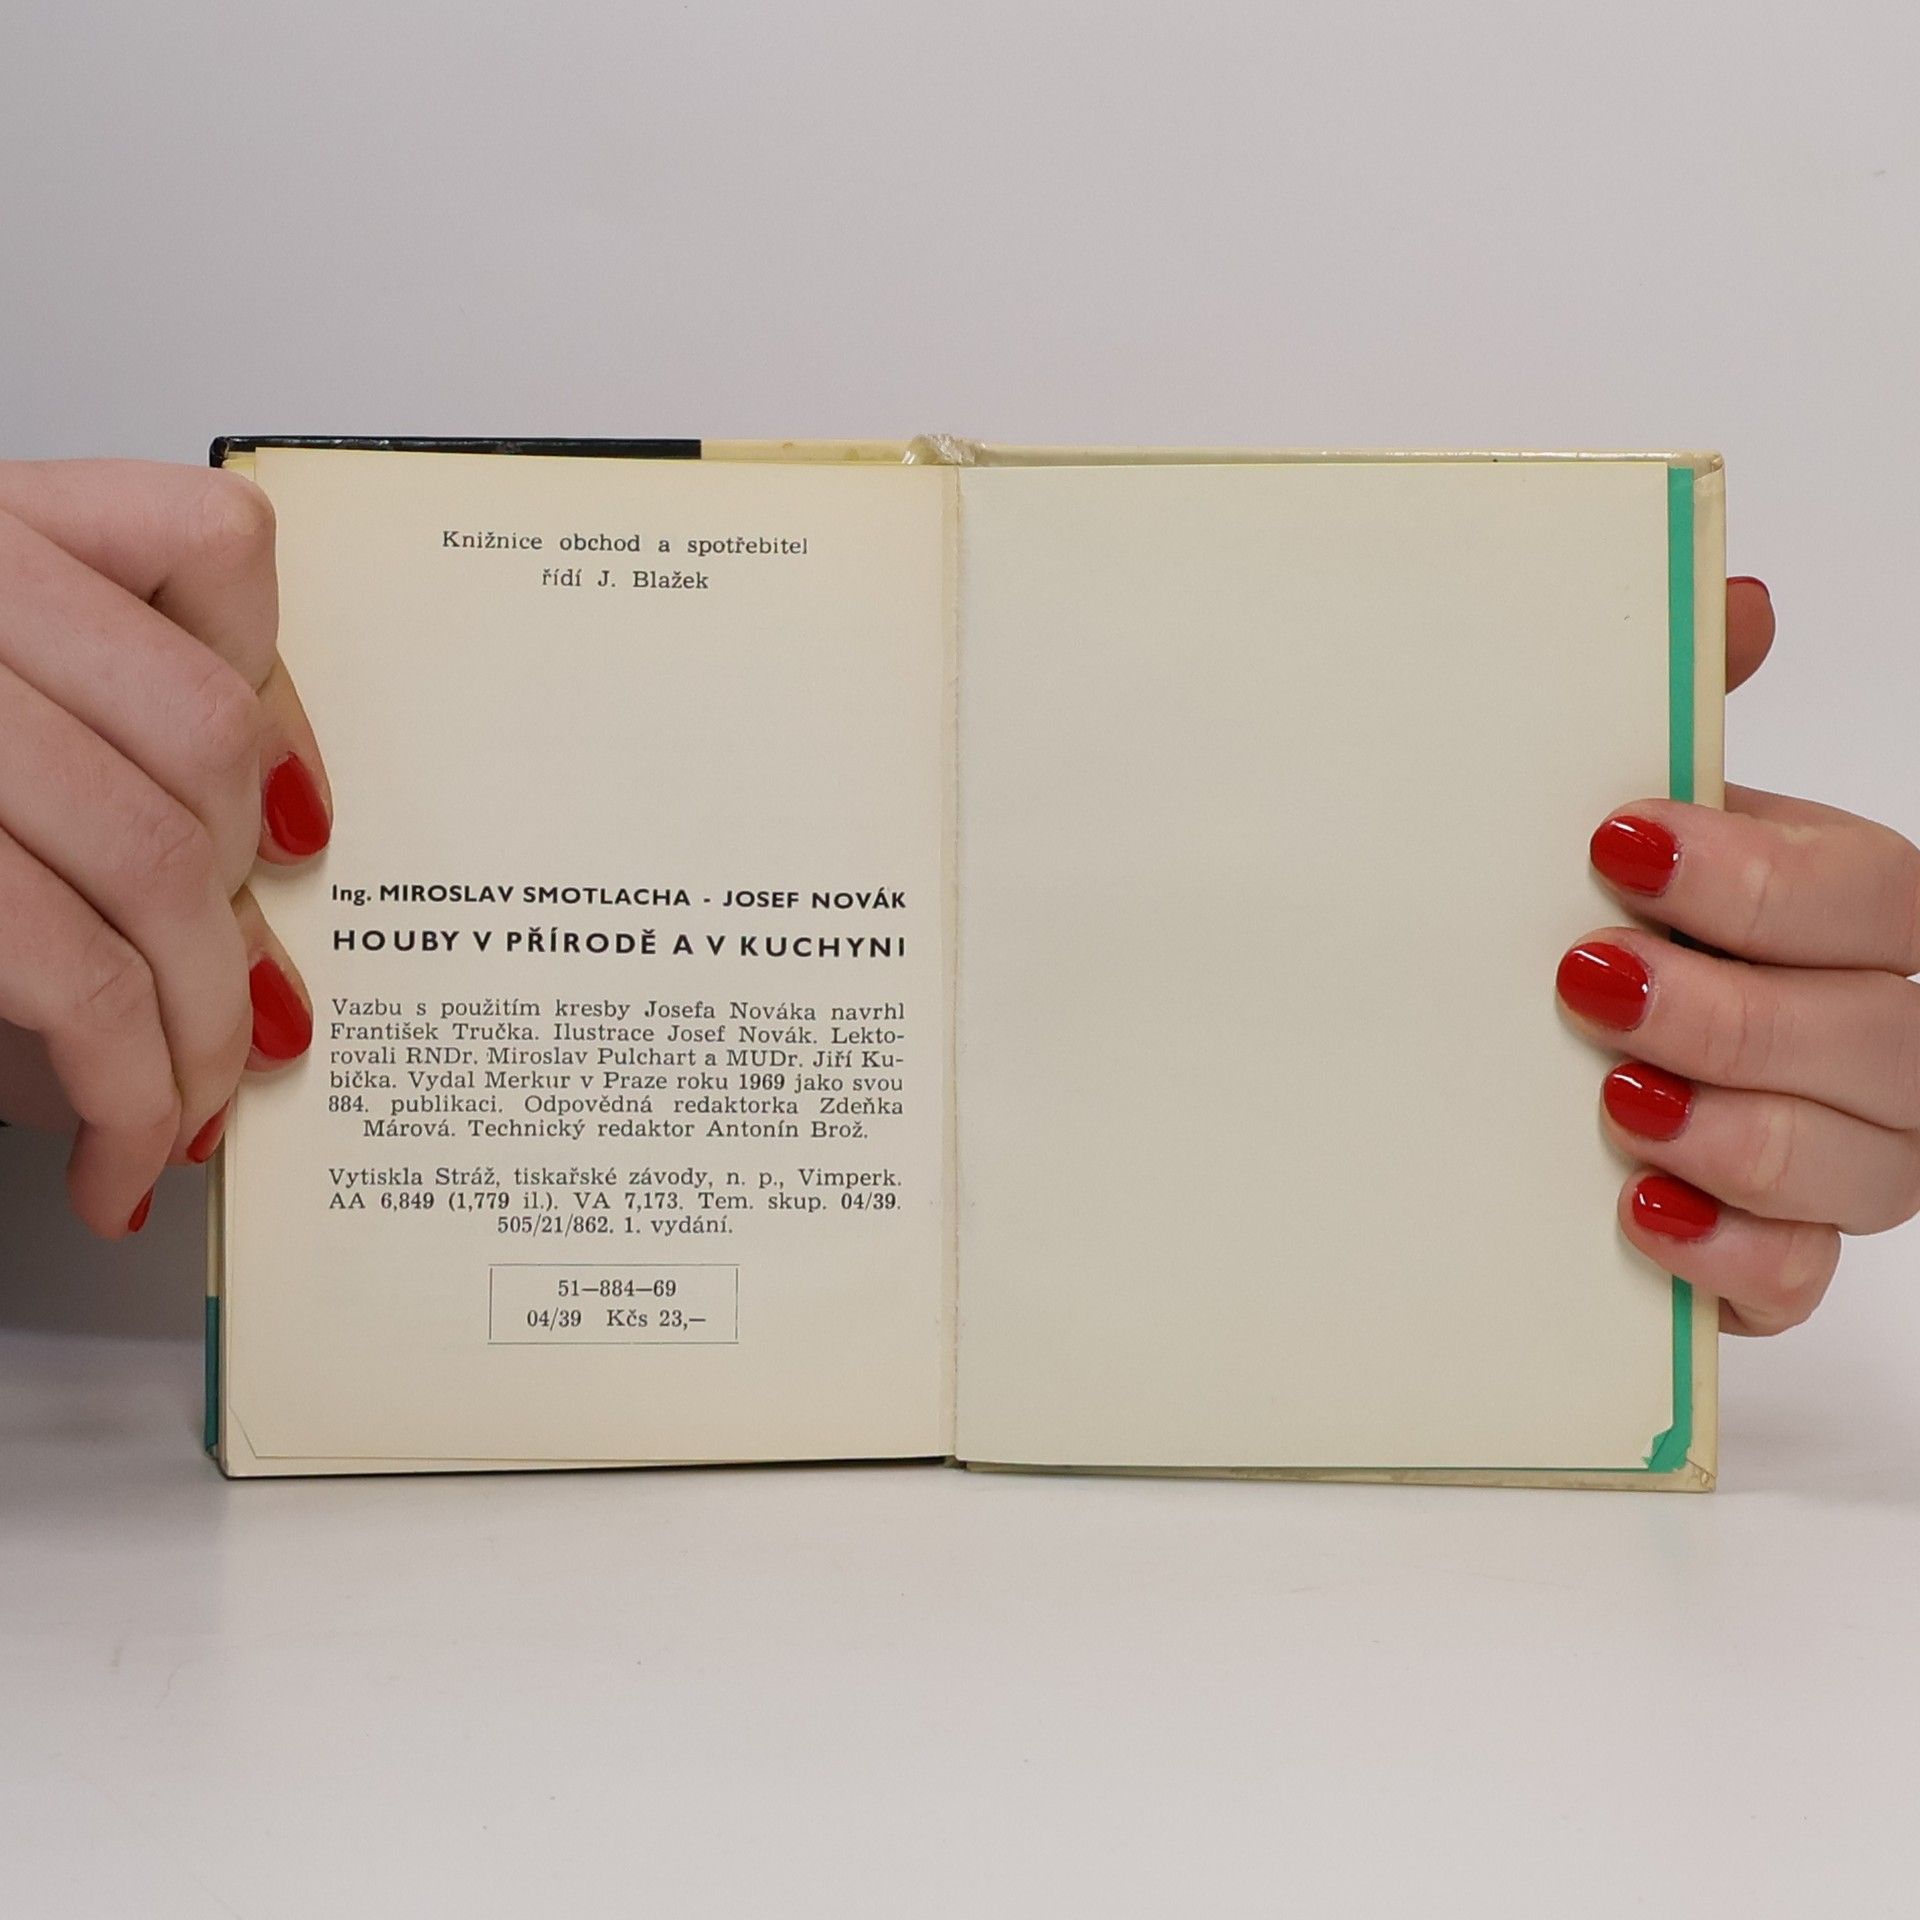 Knižnice obchod a spotřebitel
řídí J. Blažek
Ing. MIROSLAV SMOTLACHA - JOSEF NOVÁK
HOUBY V PŘÍRODĚ A V KUCHYNI
Vazbu s použitím kresby Josefa Nováka navrhl
František Tručka. Ilustrace Josef Novák. Lekto-
rovali RNDr. Miroslav Pulchart a MUDr. Jiří Ku-
bička. Vydal Merkur v Praze roku 1969 jako svou
884. publikaci. Odpovědná redaktorka Zdeňka
Márová. Technický redaktor Antonín Brož.
Vytiskla Stráž, tiskařské závody, n. p., Vimperk.
AA 6,849 (1,779 il.). VA 7,173. Tem. skup. 04/39.
505/21/862. 1. vydání.
51—884—69
04/39 Kčs 23,—